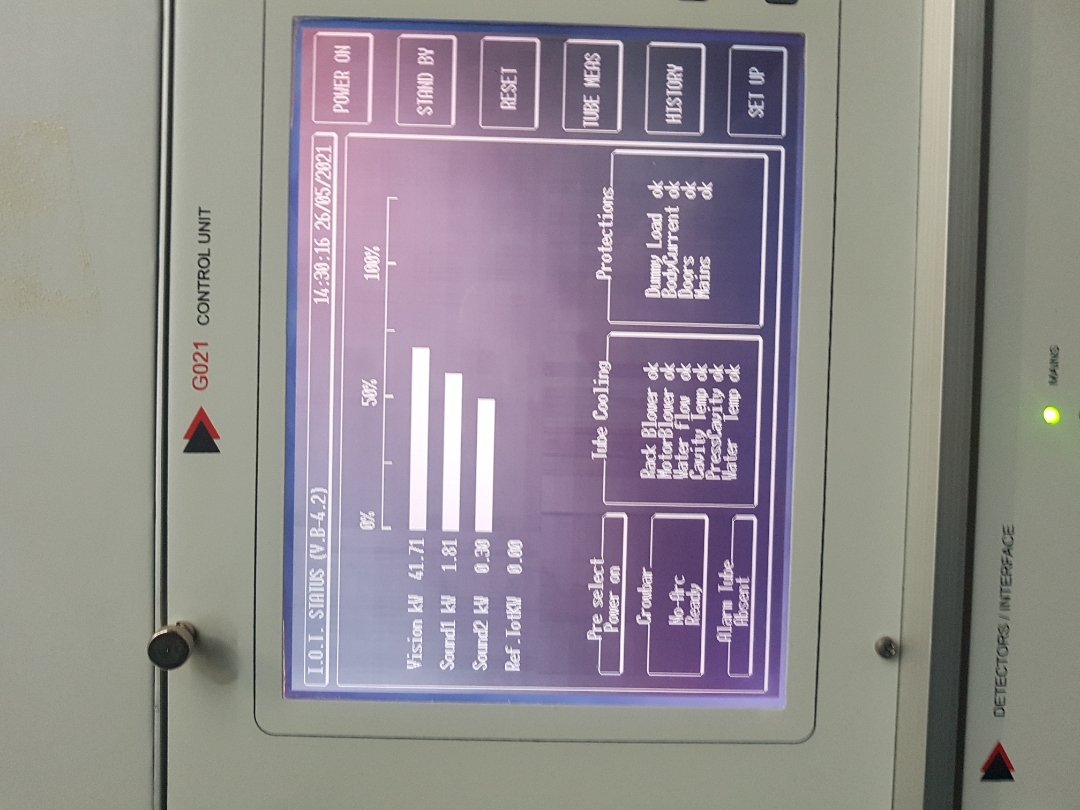 G021 CONTROL UNIT
I.O.T. STATUS (V.B-4.2) 14:30:16 26/05/2021
0% 50% 100%
Vision kW 41.71
Sound1 kW 1.81
Sound2 kW 0.30
Ref.TotKW 0.00
Pre select
Power on
Crowbar
No-Arc
Ready
Alarm Tube
Absent
Tube Cooling
Rack Blower ok
MotorBlower ok
Water flow ok
Cavity Temp ok
PressCavity ok
Water Temp ok
Protections
Dummy Load ok
BodyCurrent ok
Doors ok
Mains ok
POWER ON
STAND BY
RESET
TUBE MEAS
HISTORY
SET UP
DETECTORS / INTERFACE
MAINS